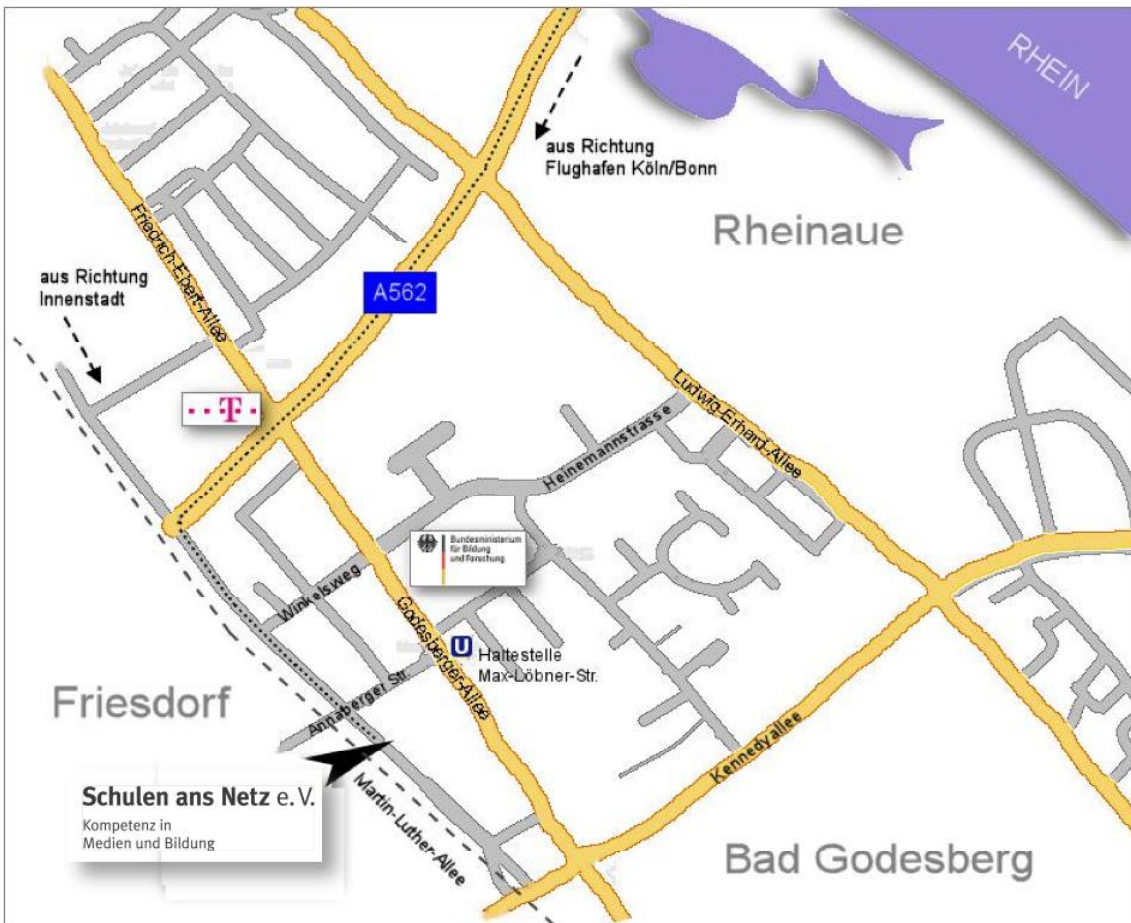 RHEIN
aus Richtung
Flughafen Köln/Bonn
Rheinaue
Friedrich-Ebert-Allee
aus Richtung
Innenstadt
A562
T
Ludwig-Erhard-Allee
Heinemannstrasse
Bundesministerium
für Bildung
und Forschung
Winkelsweg
Godesberger-Allee
U
Haltestelle
Max-Löbner-Str.
Annaberger Str.
Friesdorf
Kennedyallee
Schulen ans Netz e.V.
Kompetenz in
Medien und Bildung
Martin-Luther-Allee
Bad Godesberg